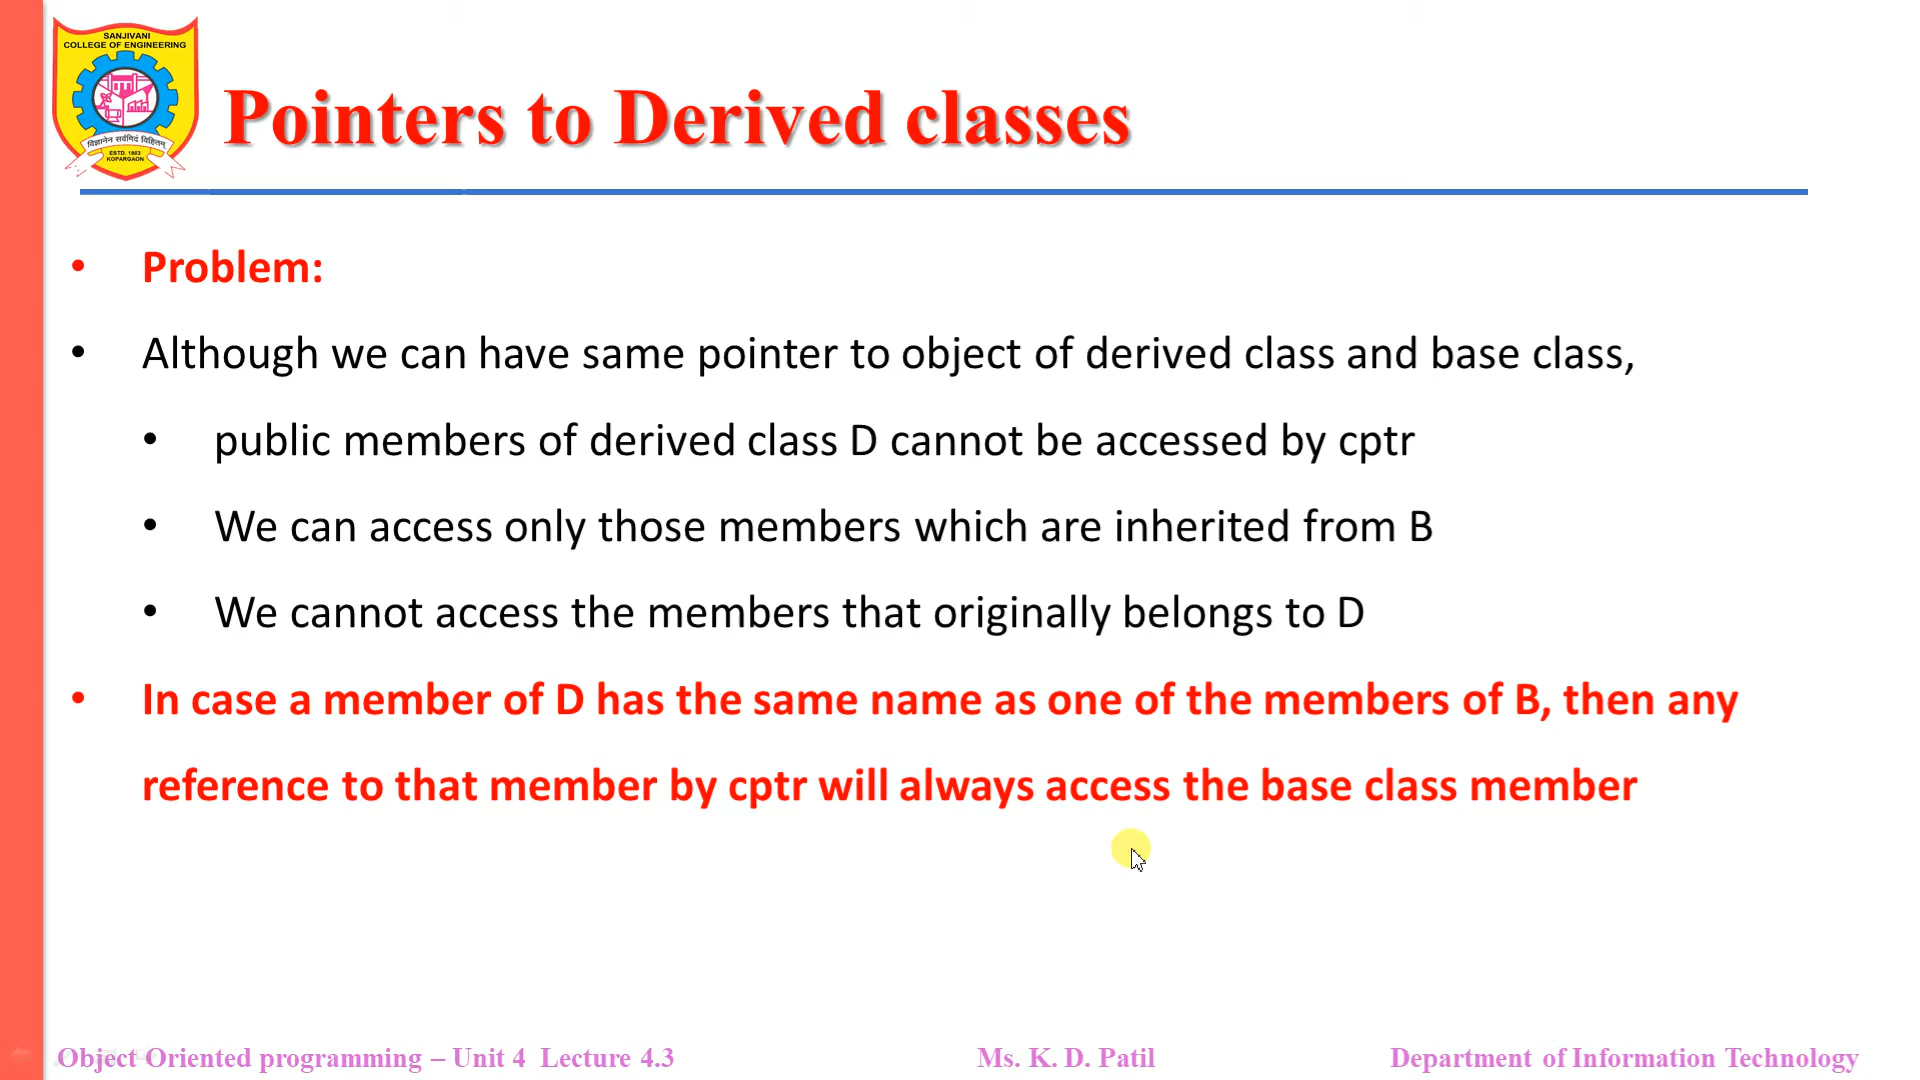 SANJIVANI
COLLEGE OF ENGINEERING
विज्ञानेन सर्वमिदं विहितम्
ESTD. 1983
KOPARGAON
Pointers to Derived classes
• Problem:
• Although we can have same pointer to object of derived class and base class,
• public members of derived class D cannot be accessed by cptr
• We can access only those members which are inherited from B
• We cannot access the members that originally belongs to D
• In case a member of D has the same name as one of the members of B, then any
reference to that member by cptr will always access the base class member
Object Oriented programming – Unit 4 Lecture 4.3
Ms. K. D. Patil
Department of Information Technology